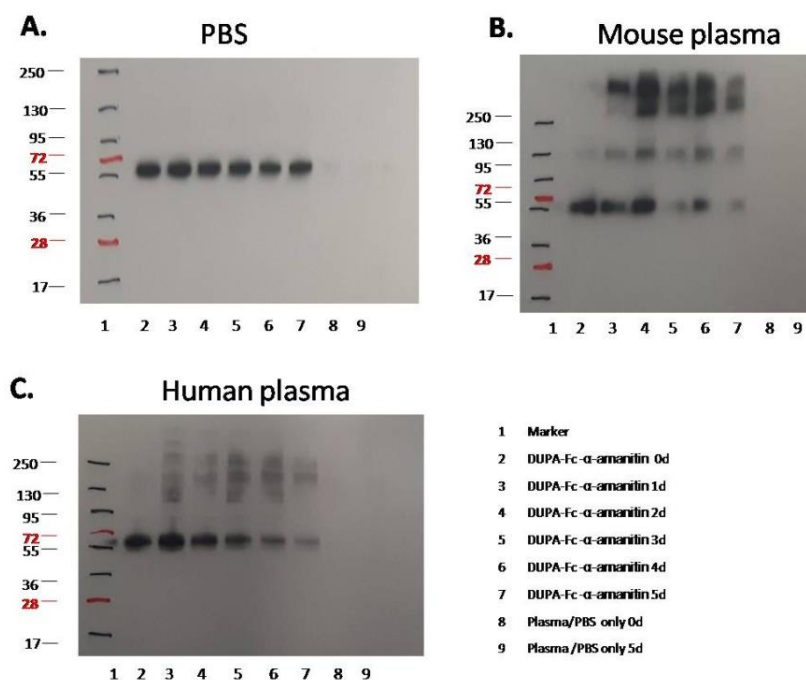 A.
PBS
250
130
95
72
55
36
28
17
1 2 3 4 5 6 7 8 9
B.
Mouse plasma
250
130
95
72
55
36
28
17
1 2 3 4 5 6 7 8 9
C.
Human plasma
250
130
95
72
55
36
28
17
1 2 3 4 5 6 7 8 9
1 Marker
2 DUPA-Fc-α-amanitin 0d
3 DUPA-Fc-α-amanitin 1d
4 DUPA-Fc-α-amanitin 2d
5 DUPA-Fc-α-amanitin 3d
6 DUPA-Fc-α-amanitin 4d
7 DUPA-Fc-α-amanitin 5d
8 Plasma/PBS only 0d
9 Plasma /PBS only 5d